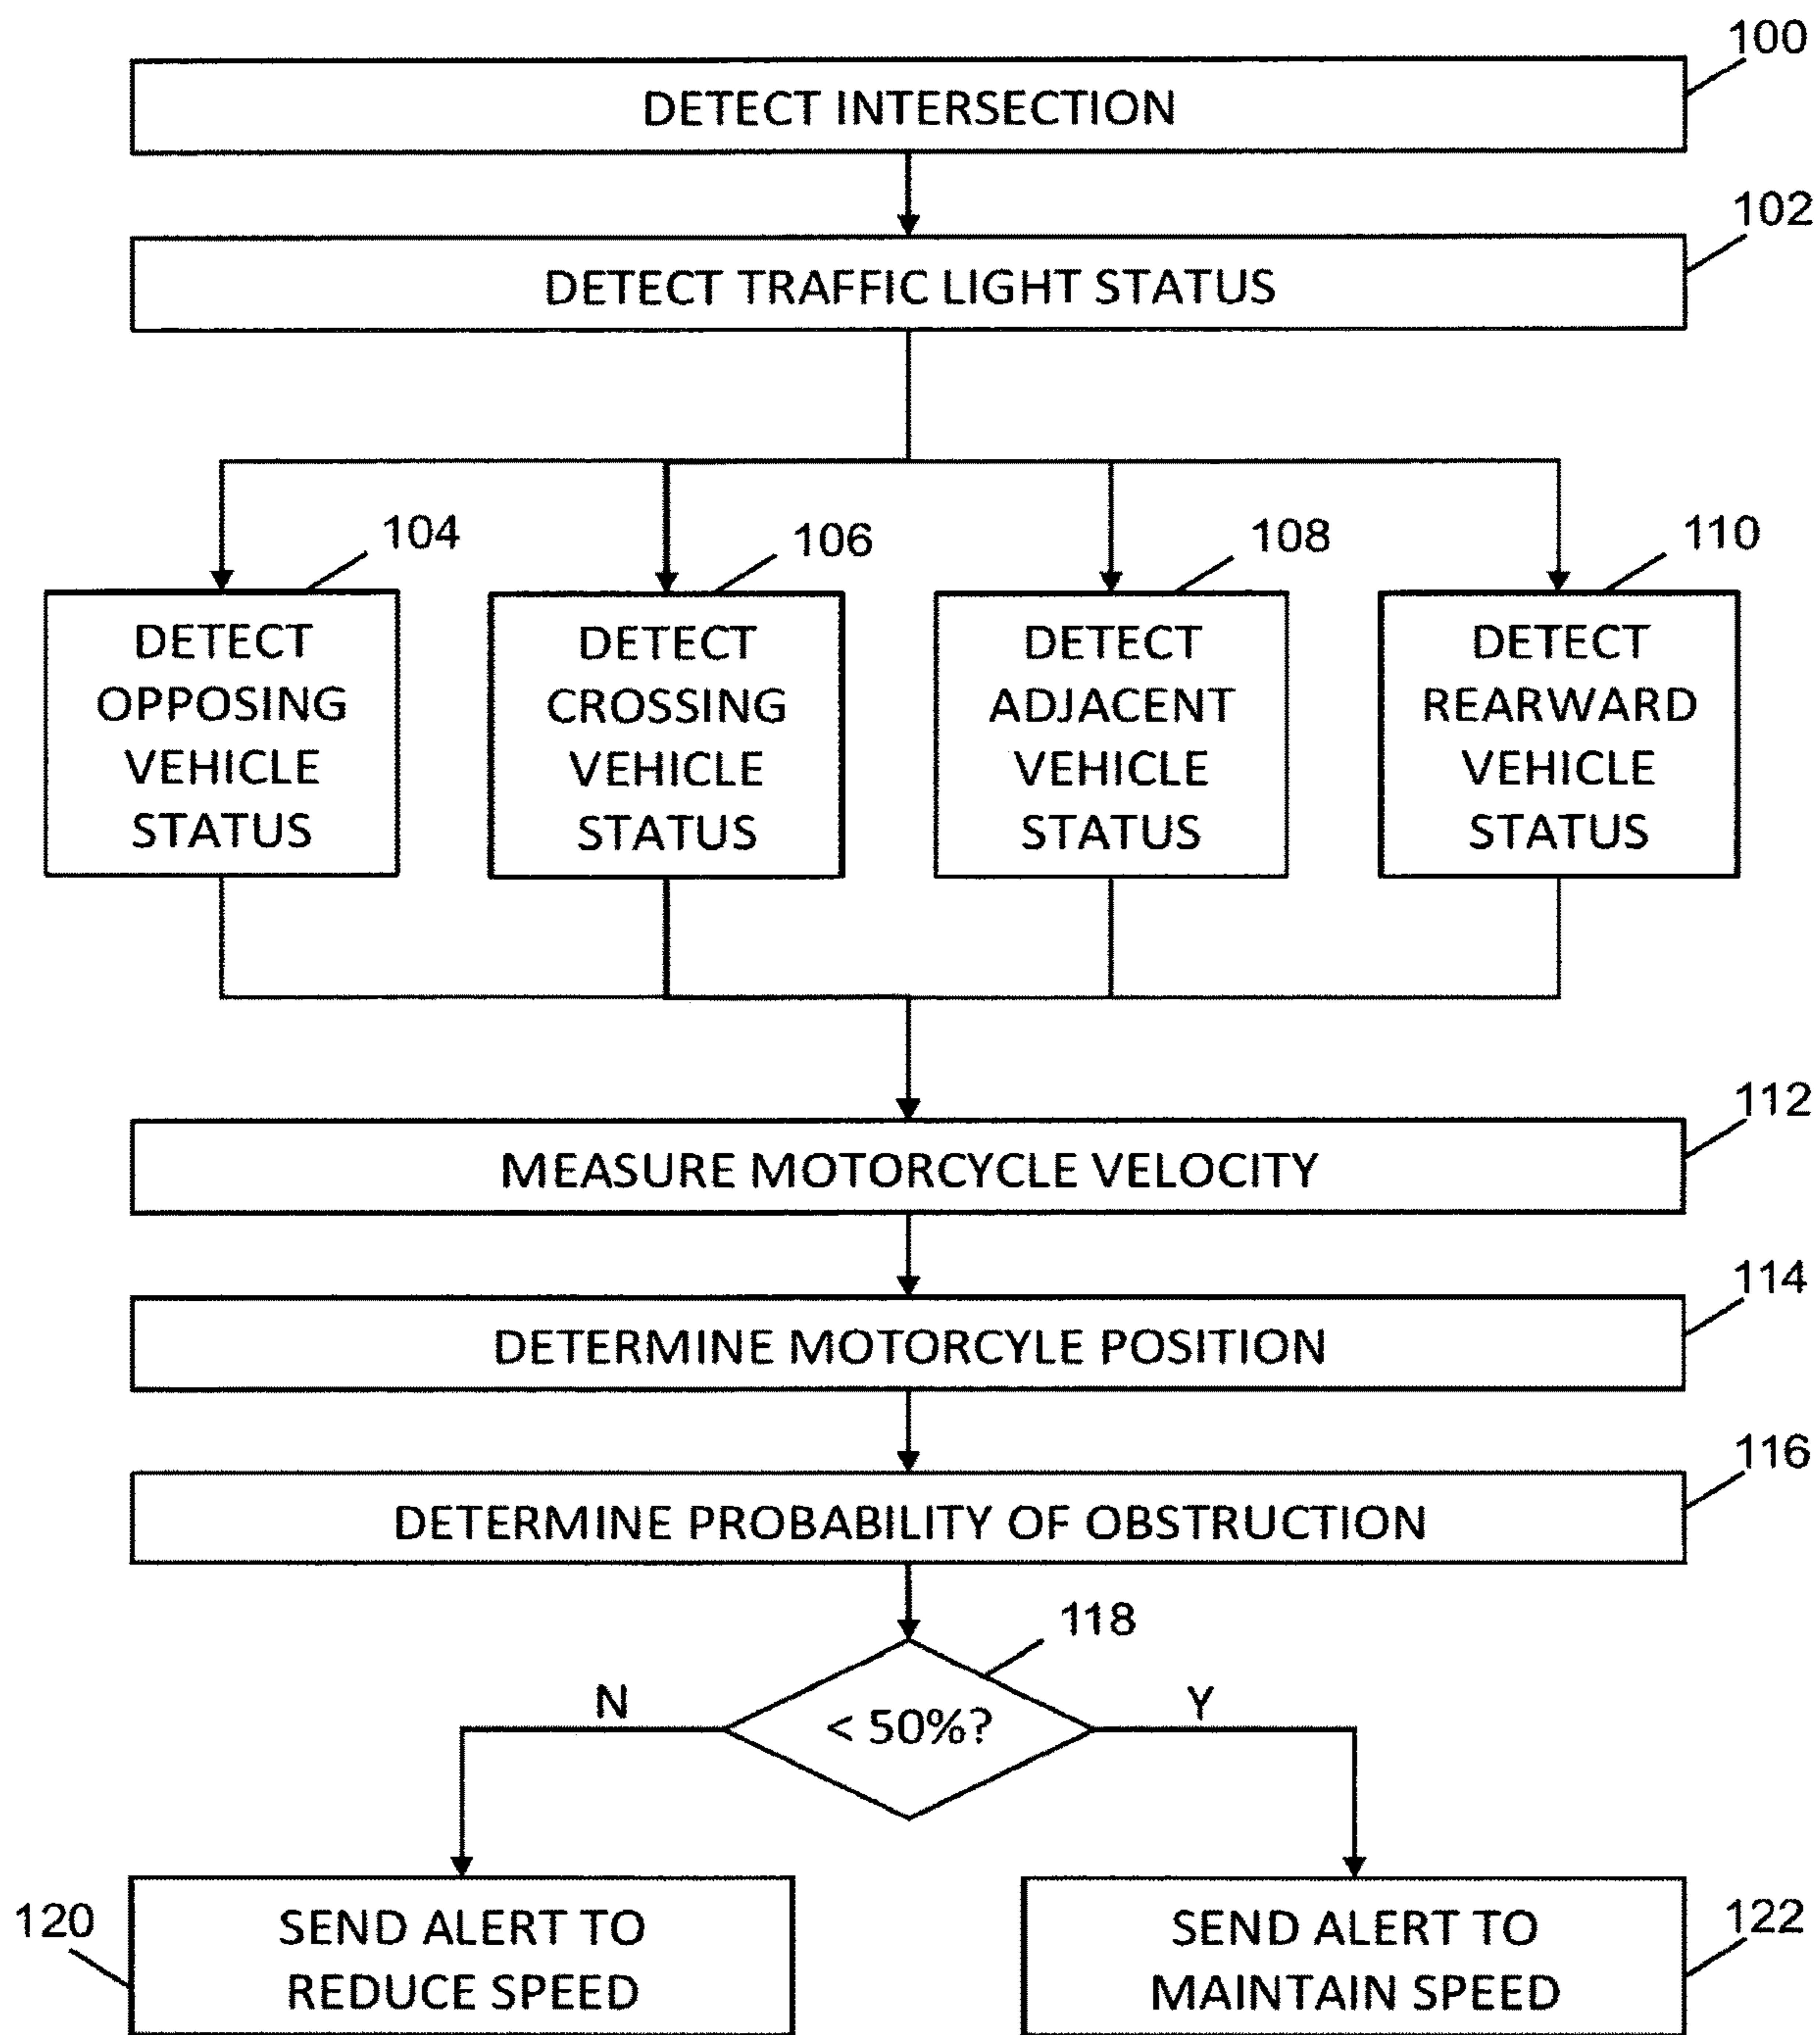 100
DETECT INTERSECTION
102
DETECT TRAFFIC LIGHT STATUS
104
DETECT
OPPOSING
VEHICLE
STATUS
106
DETECT
CROSSING
VEHICLE
STATUS
108
DETECT
ADJACENT
VEHICLE
STATUS
110
DETECT
REARWARD
VEHICLE
STATUS
112
MEASURE MOTORCYCLE VELOCITY
114
DETERMINE MOTORCYLE POSITION
116
DETERMINE PROBABILITY OF OBSTRUCTION
118
N
< 50%?
Y
120
SEND ALERT TO
REDUCE SPEED
122
SEND ALERT TO
MAINTAIN SPEED